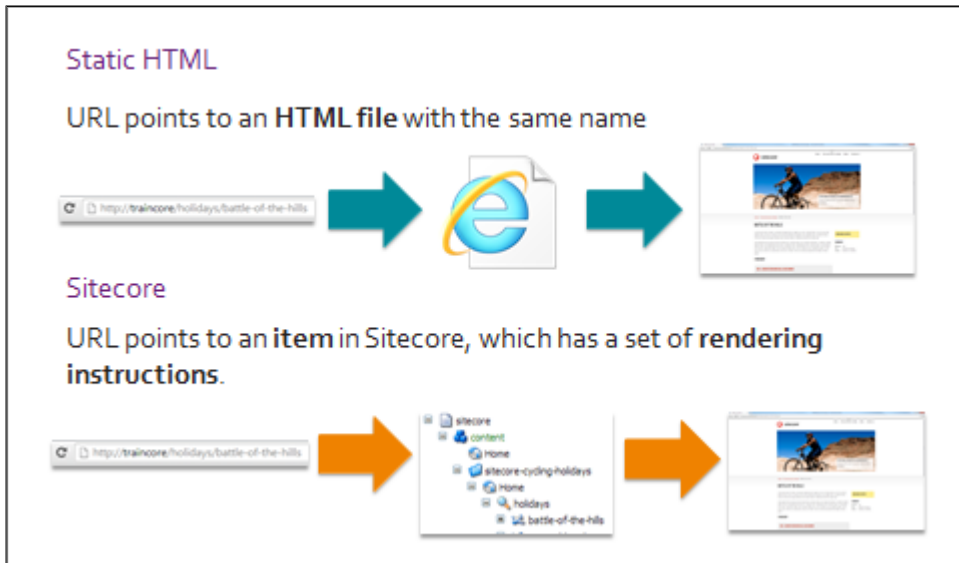 Static HTML
URL points to an HTML file with the same name
http://traincore/holidays/battle-of-the-hills
Sitecore
URL points to an item in Sitecore, which has a set of rendering
instructions.
http://traincore/holidays/battle-of-the-hills
sitecore
content
Home
sitecore-cycling-holidays
Home
holidays
battle-of-the-hills